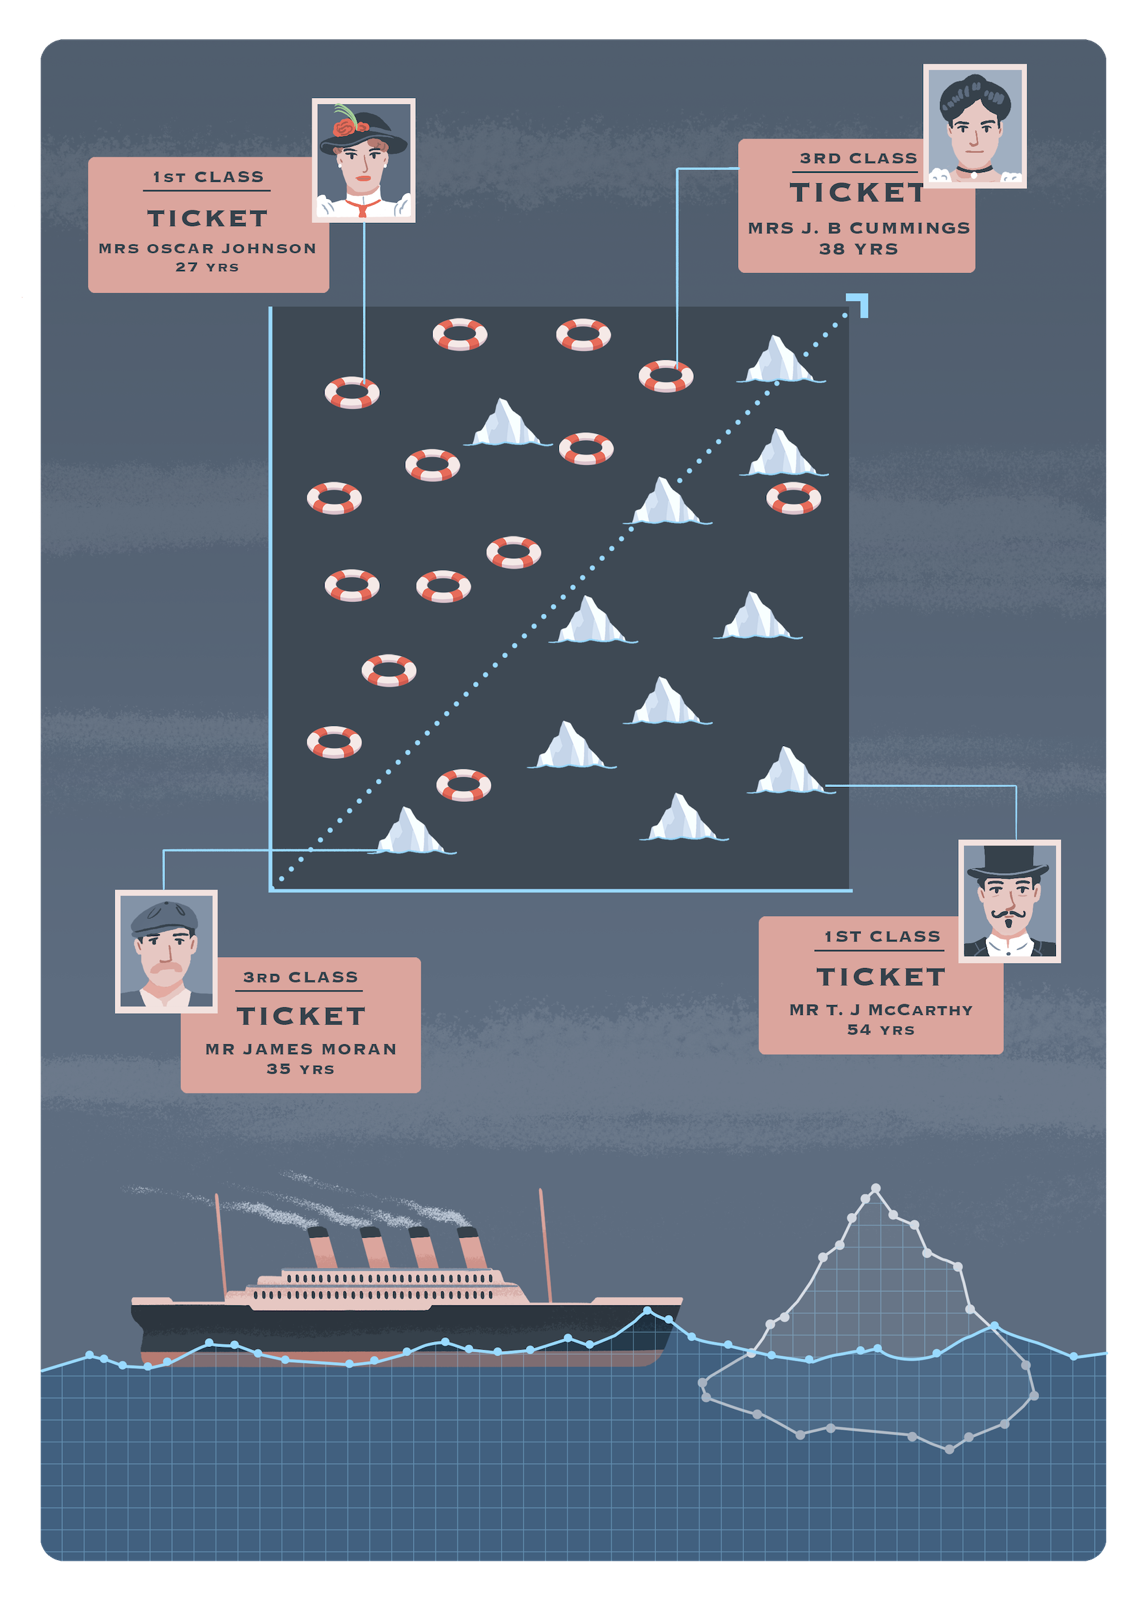 1ST CLASS
TICKET
MRS OSCAR JOHNSON
27 YRS
3RD CLASS
TICKET
MRS J. B CUMMINGS
38 YRS
3RD CLASS
TICKET
MR JAMES MORAN
35 YRS
1ST CLASS
TICKET
MR T. J McCARTHY
54 YRS